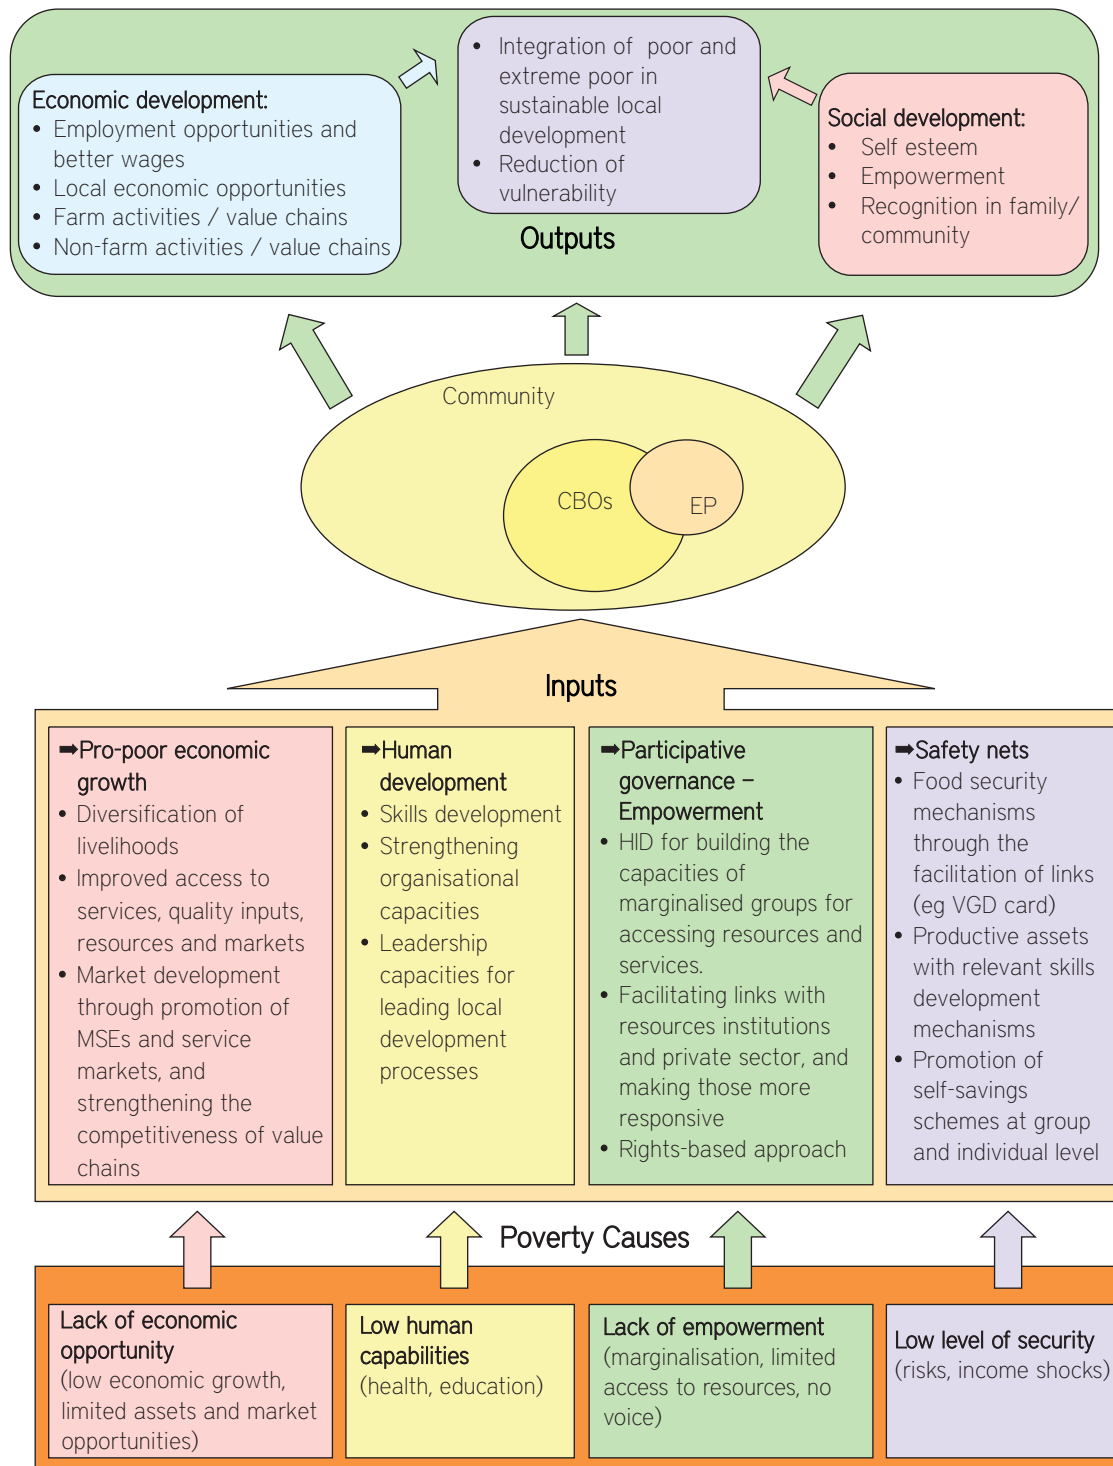 Economic development:
• Employment opportunities and
better wages
• Local economic opportunities
• Farm activities / value chains
• Non-farm activities / value chains
• Integration of poor and
extreme poor in
sustainable local
development
• Reduction of
vulnerability
Social development:
• Self esteem
• Empowerment
• Recognition in family/
community
Outputs
Community
CBOs
EP
Inputs
➡Pro-poor economic
growth
• Diversification of
livelihoods
• Improved access to
services, quality inputs,
resources and markets
• Market development
through promotion of
MSEs and service
markets, and
strengthening the
competitiveness of value
chains
➡Human
development
• Skills development
• Strengthening
organisational
capacities
• Leadership
capacities for
leading local
development
processes
➡Participative
governance –
Empowerment
• HID for building the
capacities of
marginalised groups for
accessing resources and
services.
• Facilitating links with
resources institutions
and private sector, and
making those more
responsive
• Rights-based approach
➡Safety nets
• Food security
mechanisms
through the
facilitation of links
(eg VGD card)
• Productive assets
with relevant skills
development
mechanisms
• Promotion of
self-savings
schemes at group
and individual level
Poverty Causes
Lack of economic
opportunity
(low economic growth,
limited assets and market
opportunities)
Low human
capabilities
(health, education)
Lack of empowerment
(marginalisation, limited
access to resources, no
voice)
Low level of security
(risks, income shocks)